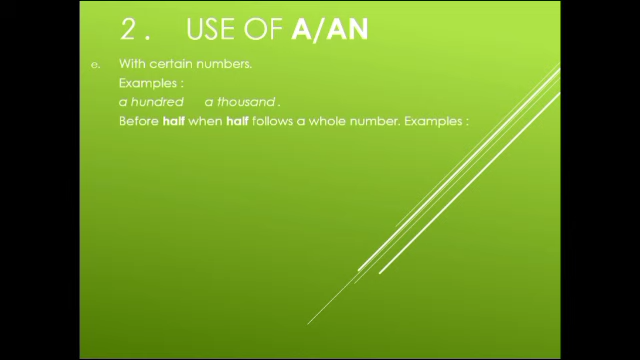 2. USE OF A/AN
e. With certain numbers.
Examples :
a hundred a thousand .
Before half when half follows a whole number. Examples :